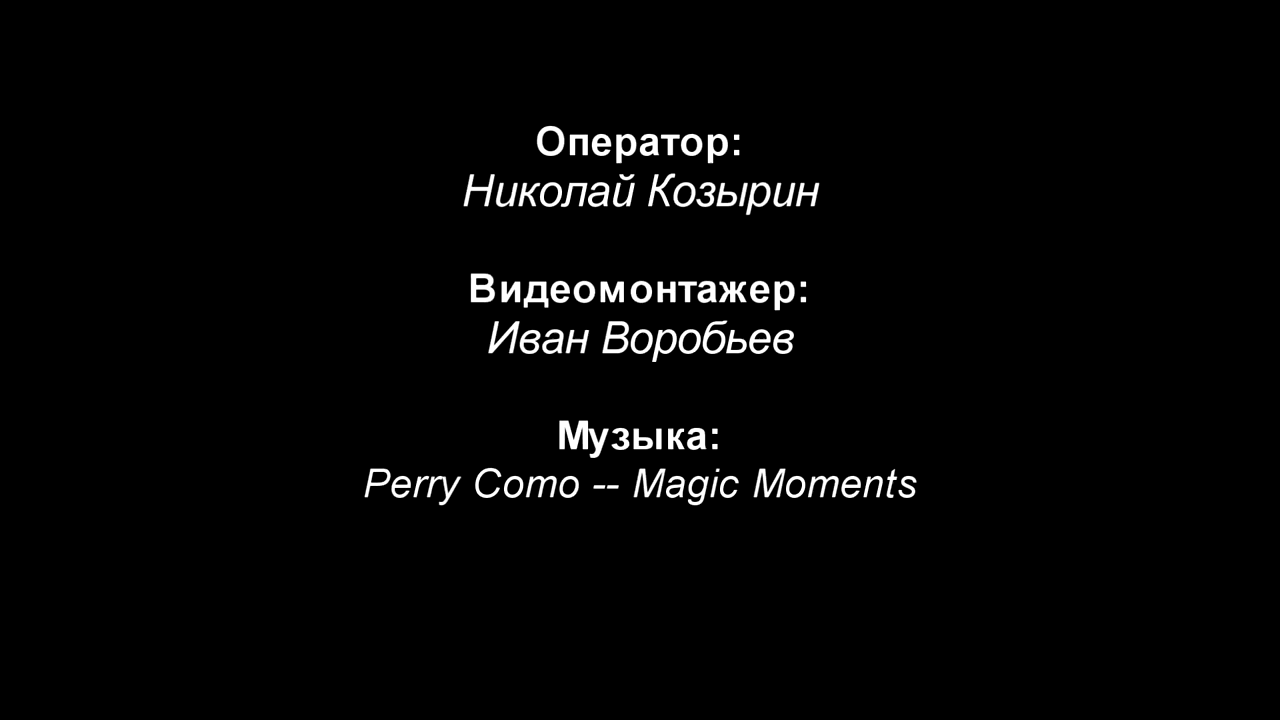 Оператор:
Николай Козырин
Видеомонтажер:
Иван Воробьев
Музыка:
Perry Como -- Magic Moments